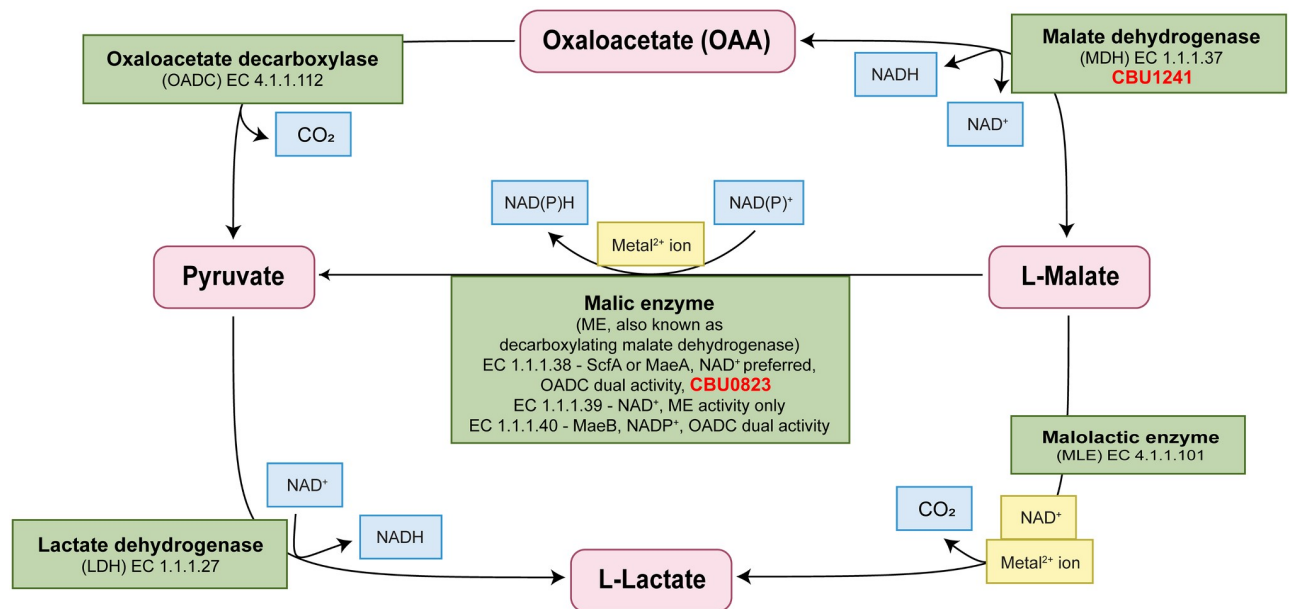 Oxaloacetate (OAA)
Oxaloacetate decarboxylase
(OADC) EC 4.1.1.112
CO₂
Malate dehydrogenase
(MDH) EC 1.1.1.37
CBU1241
NADH
NAD⁺
NAD(P)H
NAD(P)⁺
Metal²⁺ ion
Pyruvate
L-Malate
Malic enzyme
(ME, also known as
decarboxylating malate dehydrogenase)
EC 1.1.1.38 - ScfA or MaeA, NAD⁺ preferred,
OADC dual activity, CBU0823
EC 1.1.1.39 - NAD⁺, ME activity only
EC 1.1.1.40 - MaeB, NADP⁺, OADC dual activity
Malolactic enzyme
(MLE) EC 4.1.1.101
NAD⁺
NADH
Lactate dehydrogenase
(LDH) EC 1.1.1.27
CO₂
NAD⁺
Metal²⁺ ion
L-Lactate